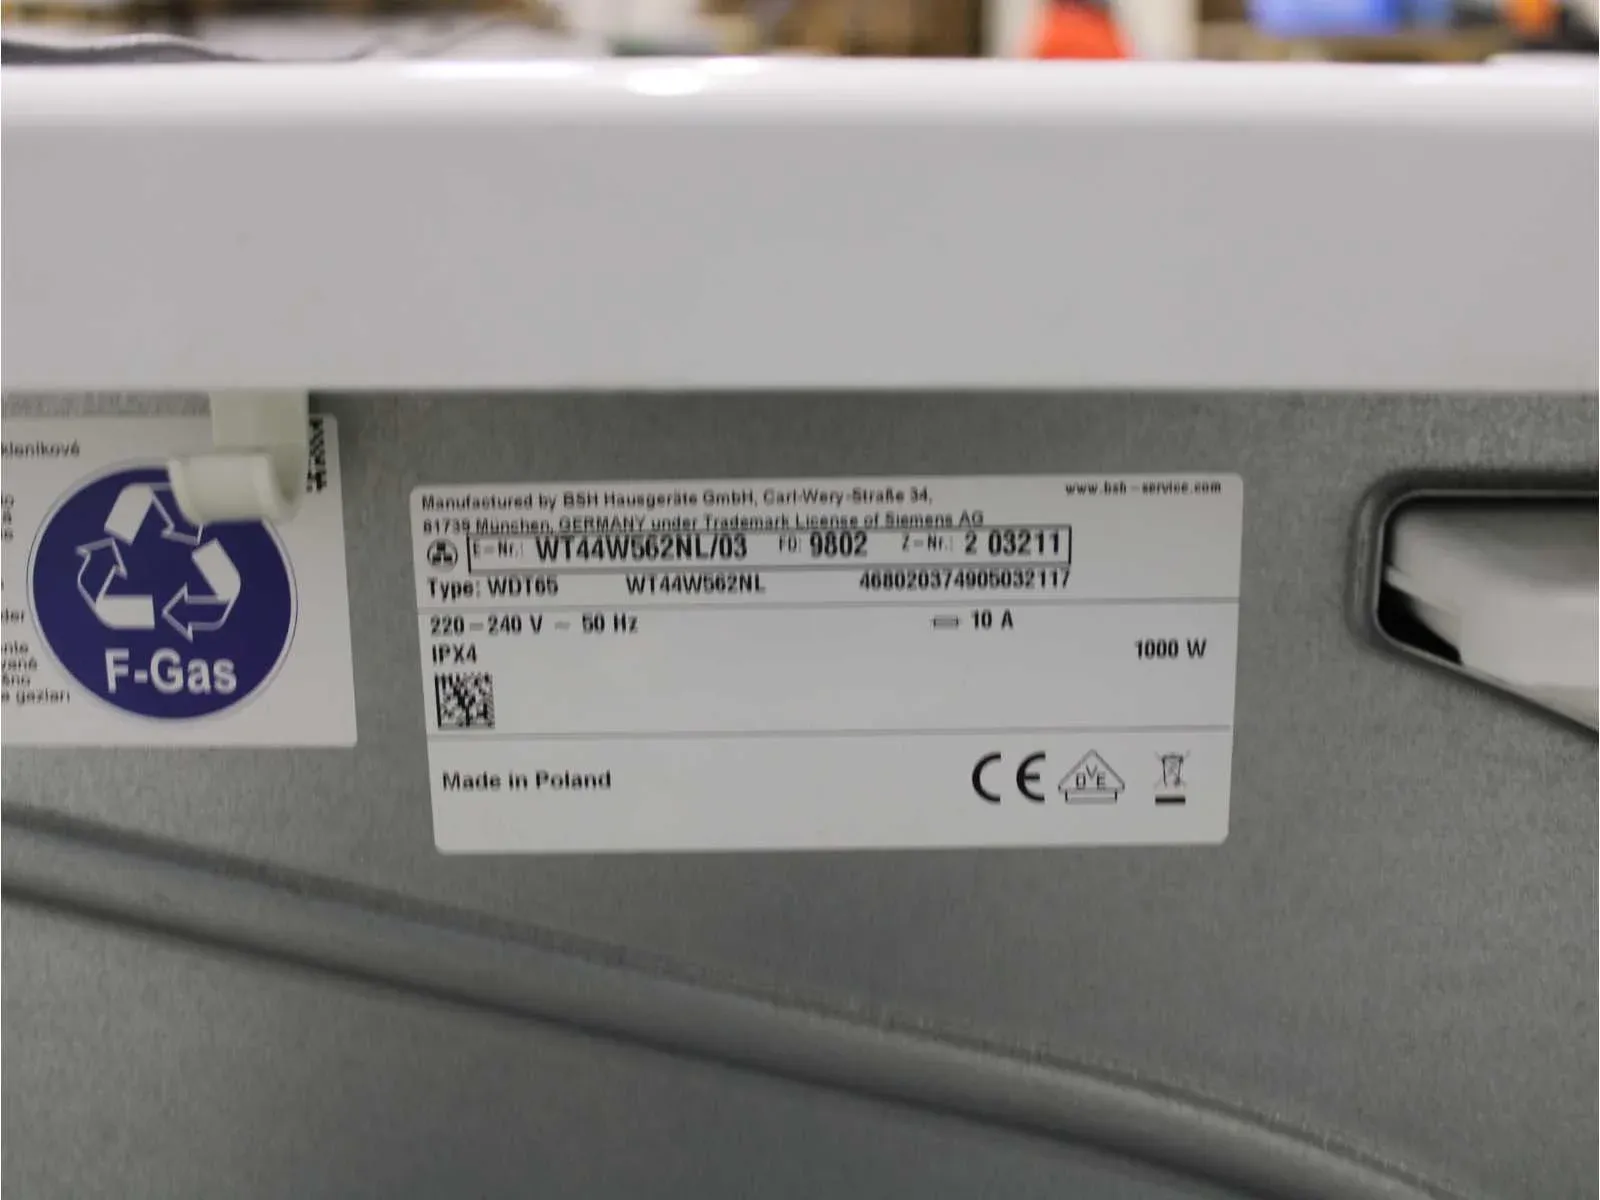 klenikové
F-Gas
Manufactured by BSH Hausgeräte GmbH, Carl-Wery-Straße 34,
www.bsh-service.com
81739 München, GERMANY under Trademark License of Siemens AG
E-Nr.: WT44W562NL/03 FD: 9802 Z-Nr.: 2 03211
Type: WDT65 WT44W562NL 468020374905032117
220-240 V ~ 50 Hz 10 A
IPX4 1000 W
Made in Poland
CE DVE